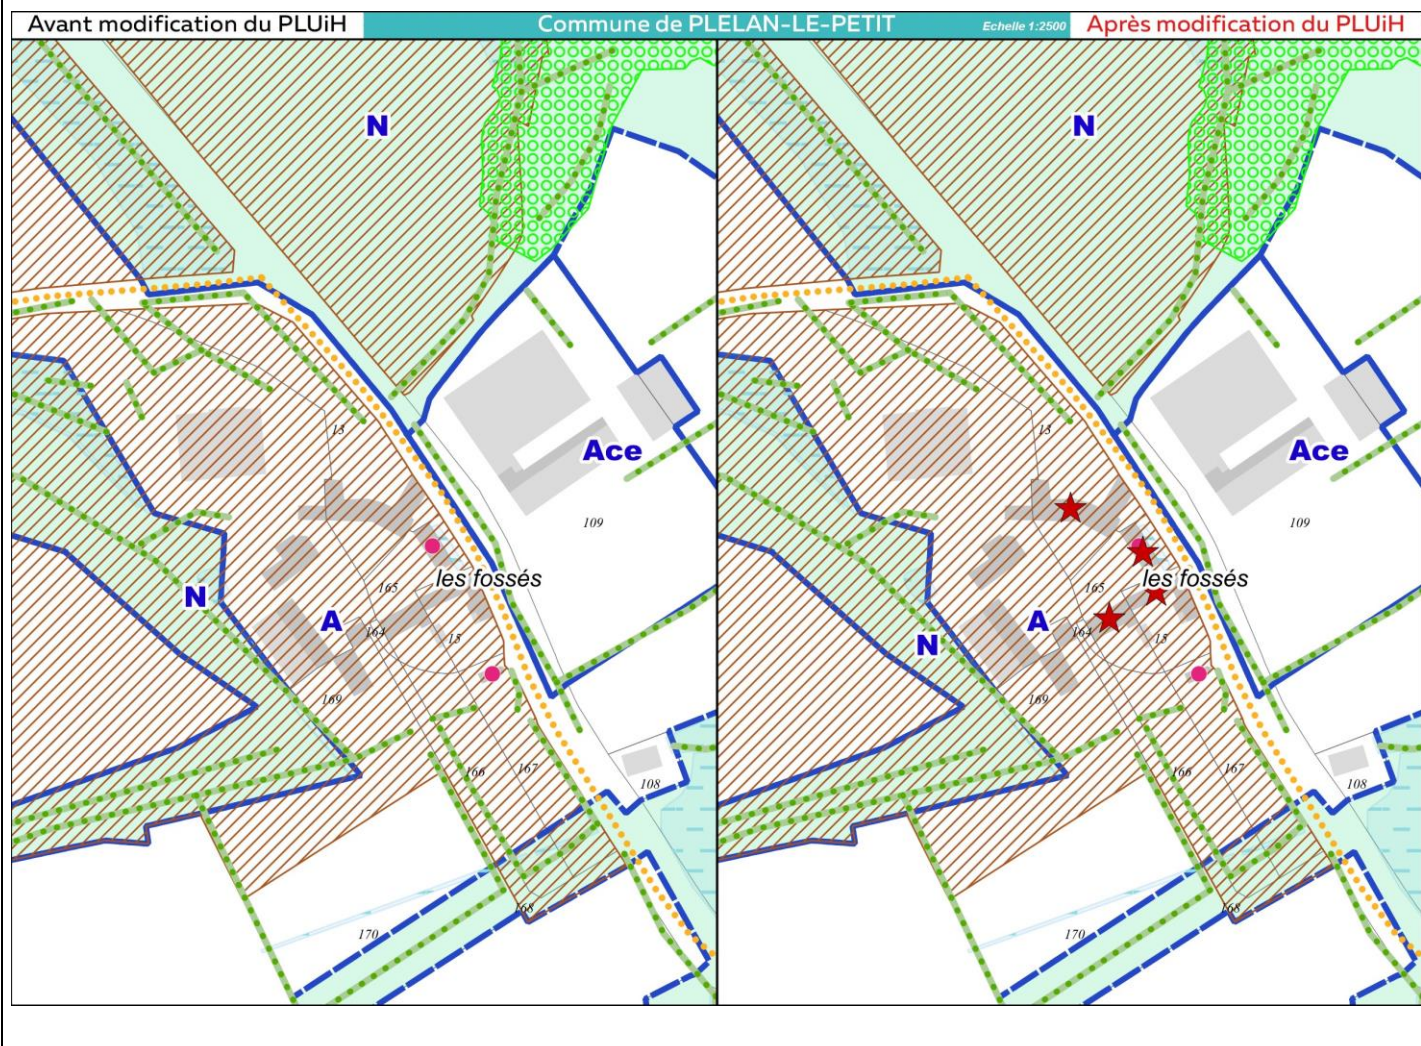 Avant modification du PLUiH
Commune de PLELAN-LE-PETIT
Echelle 1:2500
Après modification du PLUiH
N
13
Ace
109
les fossés
165
N
A
164
15
169
166
167
108
168
170
N
13
Ace
109
les fossés
165
A
164
15
N
169
166
167
108
168
170